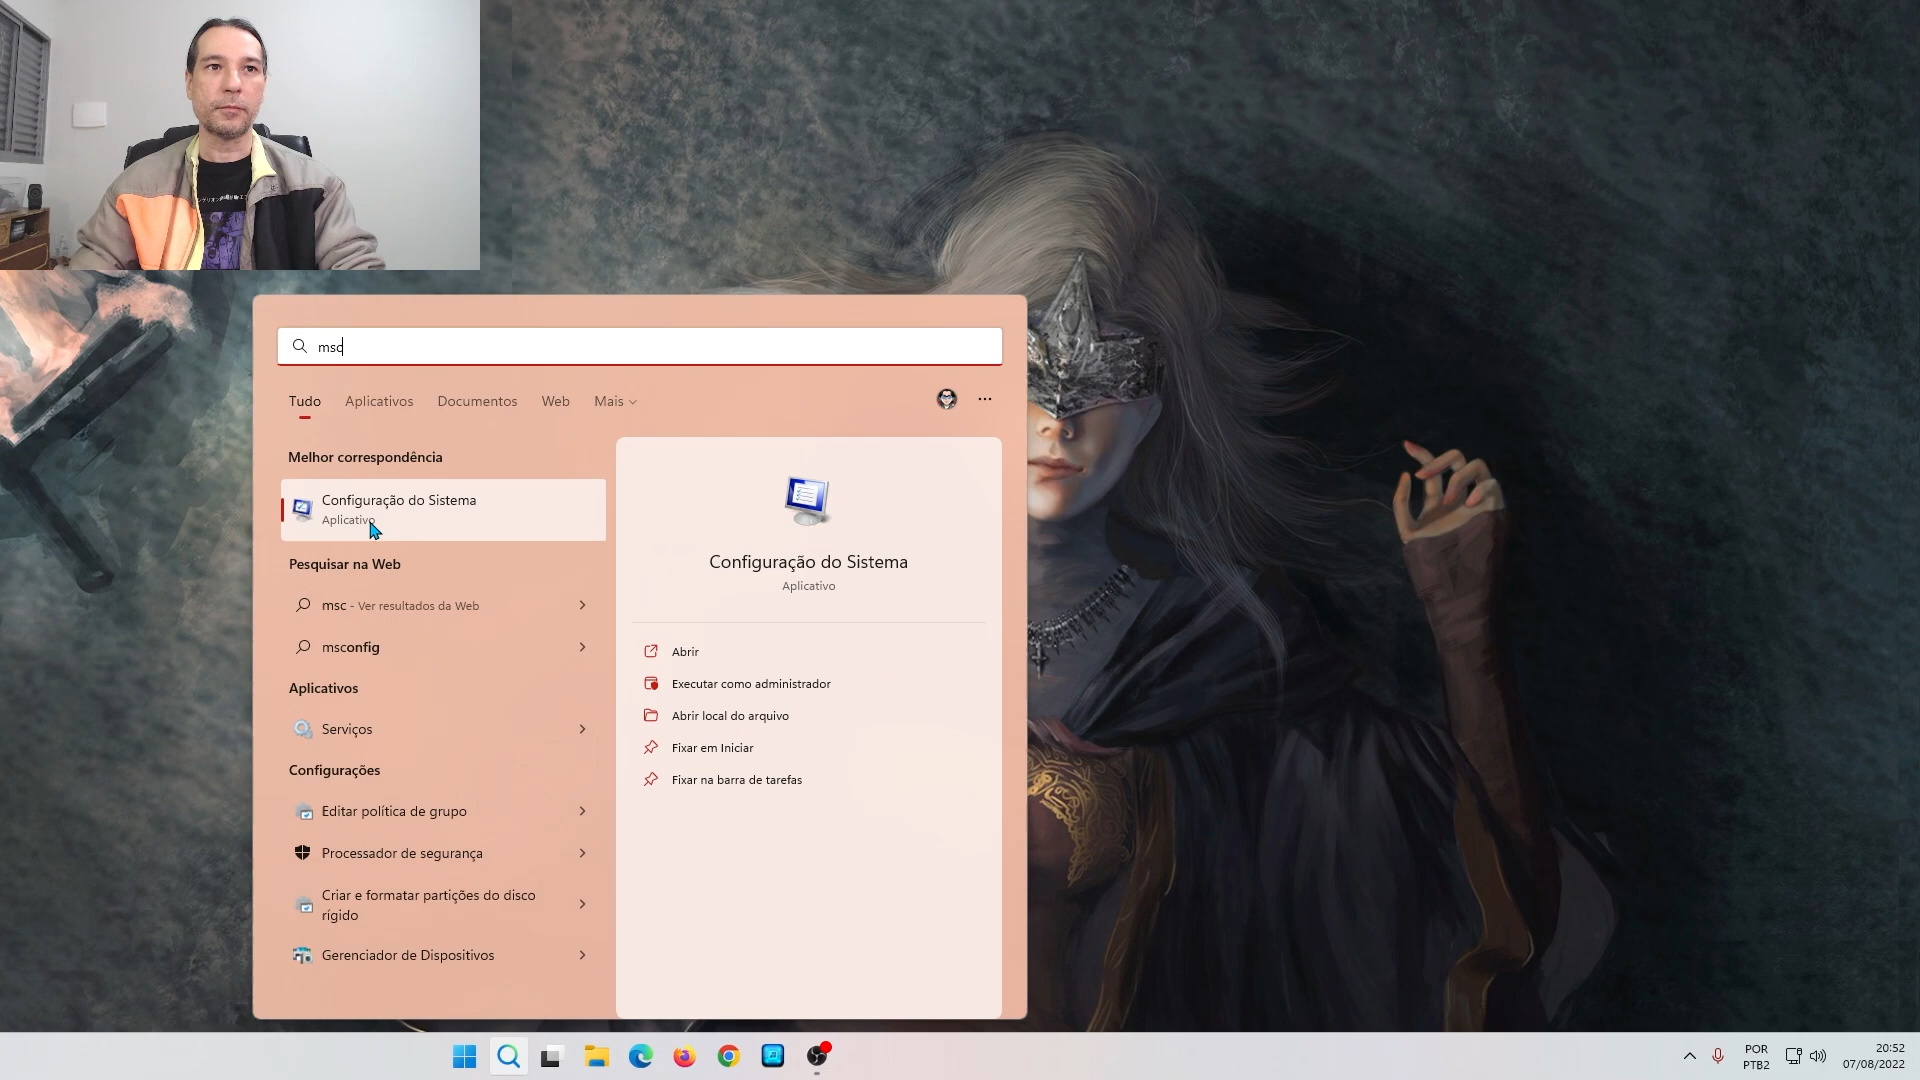 msc
Tudo
Aplicativos
Documentos
Web
Mais
Melhor correspondência
Configuração do Sistema
Aplicativo
Pesquisar na Web
msc - Ver resultados da Web
msconfig
Aplicativos
Serviços
Configurações
Editar política de grupo
Processador de segurança
Criar e formatar partições do disco
rígido
Gerenciador de Dispositivos
Configuração do Sistema
Aplicativo
Abrir
Executar como administrador
Abrir local do arquivo
Fixar em Iniciar
Fixar na barra de tarefas
POR
PTB2
20:52
07/08/2022